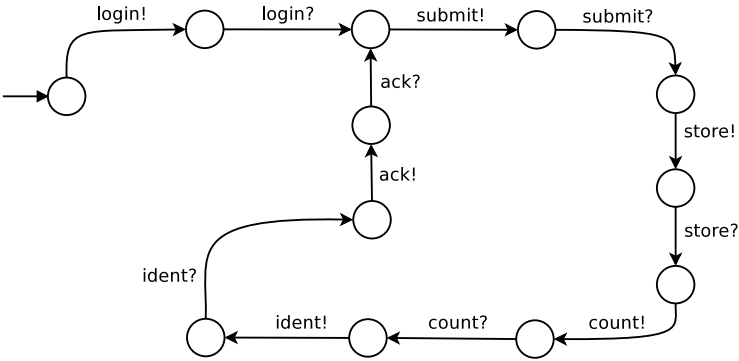 login!
login?
submit!
submit?
ack?
store!
ack!
store?
ident?
ident!
count?
count!